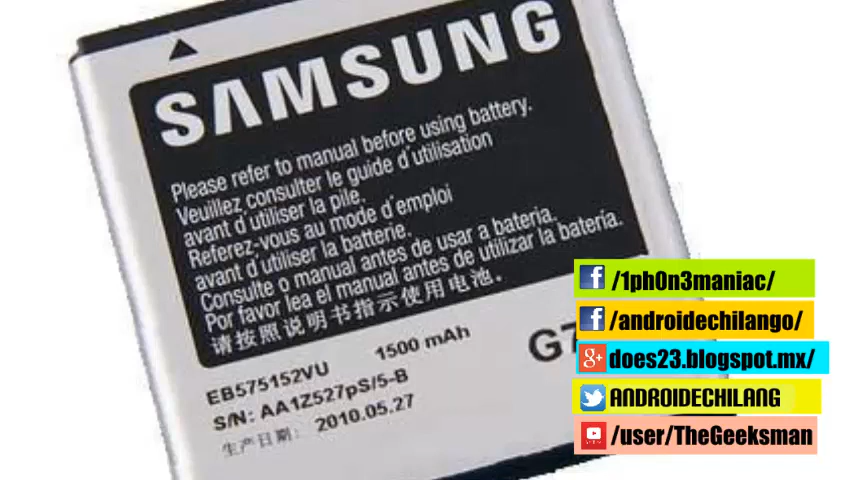 SAMSUNG
Please refer to manual before using battery.
Veuillez consulter le guide d'utilisation
avant d'utiliser la pile.
Referez-vous au mode d'emploi
avant d'utiliser la batterie.
Consulte o manual antes de usar a bateria.
Por favor lea el manual antes de utilizar la batería.
请按照说明书指示使用电池。
EB575152VU
1500 mAh
S/N: AA1Z527pS/5-B
生产日期: 2010.05.27
/1ph0n3maniac/
/androidechilango/
does23.blogspot.mx/
ANDROIDECHILANG
/user/TheGeeksman